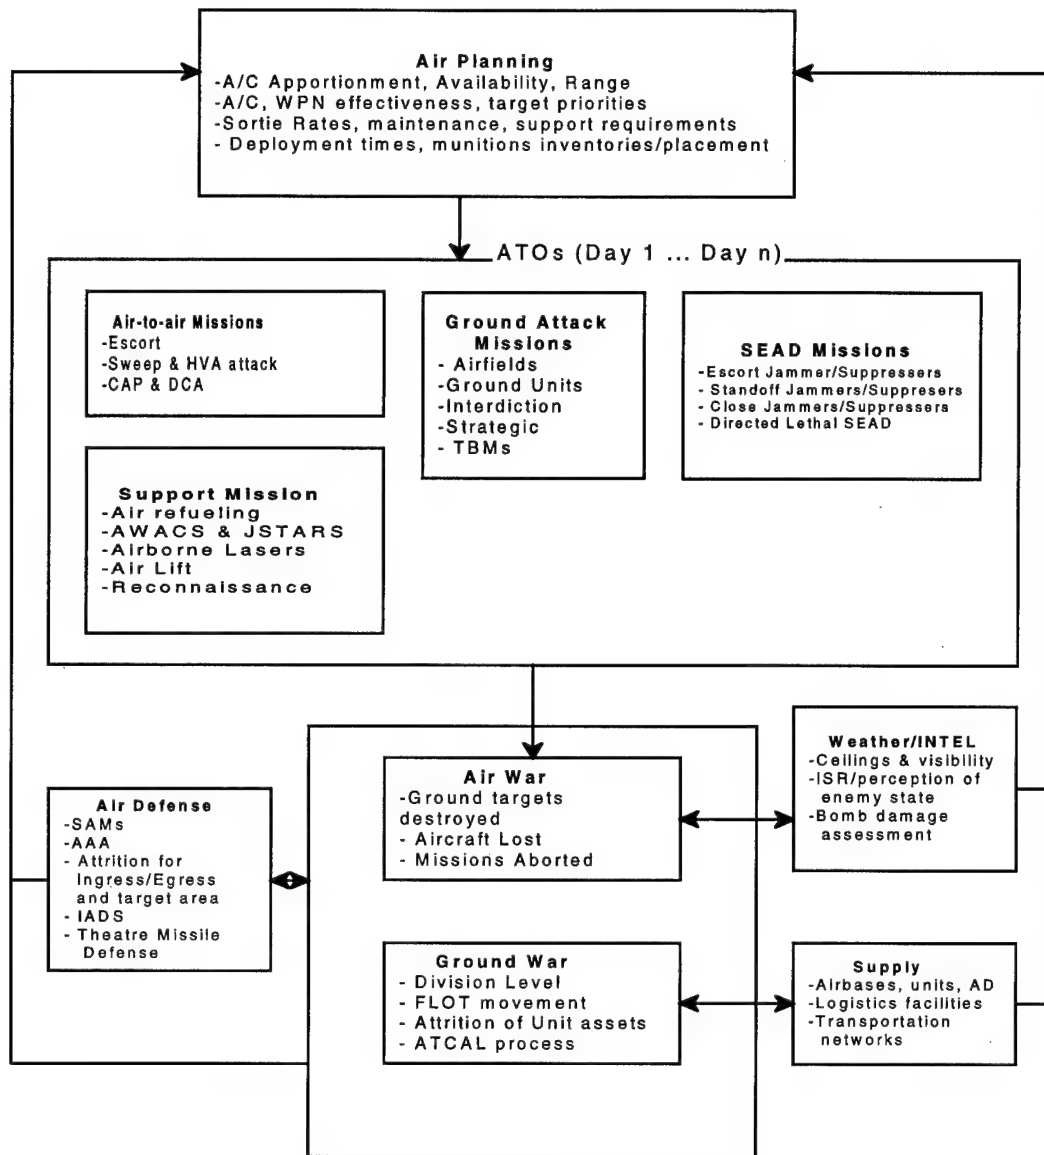 Air Planning
-A/C Apportionment, Availability, Range
-A/C, WPN effectiveness, target priorities
-Sortie Rates, maintenance, support requirements
- Deployment times, munitions inventories/placement
ATOs (Day 1 ... Day n)
Air-to-air Missions
-Escort
-Sweep & HVA attack
-CAP & DCA
Ground Attack
Missions
- Airfields
-Ground Units
-Interdiction
-Strategic
- TBMs
SEAD Missions
-Escort Jammer/Suppressers
- Standoff Jammers/Suppresers
- Close Jammers/Suppressers
- Directed Lethal SEAD
Support Mission
-Air refueling
-AWACS & JSTARS
-Airborne Lasers
-Air Lift
-Reconnaissance
Air War
-Ground targets
destroyed
- Aircraft Lost
- Missions Aborted
Weather/INTEL
-Ceilings & visibility
-ISR/perception of
enemy state
-Bomb damage
assessment
Air Defense
-SAMs
-AAA
- Attrition for
Ingress/Egress
and target area
- IADS
- Theatre Missile
Defense
Ground War
- Division Level
- FLOT movement
- Attrition of Unit assets
- ATCAL process
Supply
-Airbases, units, AD
-Logistics facilities
-Transportation
networks